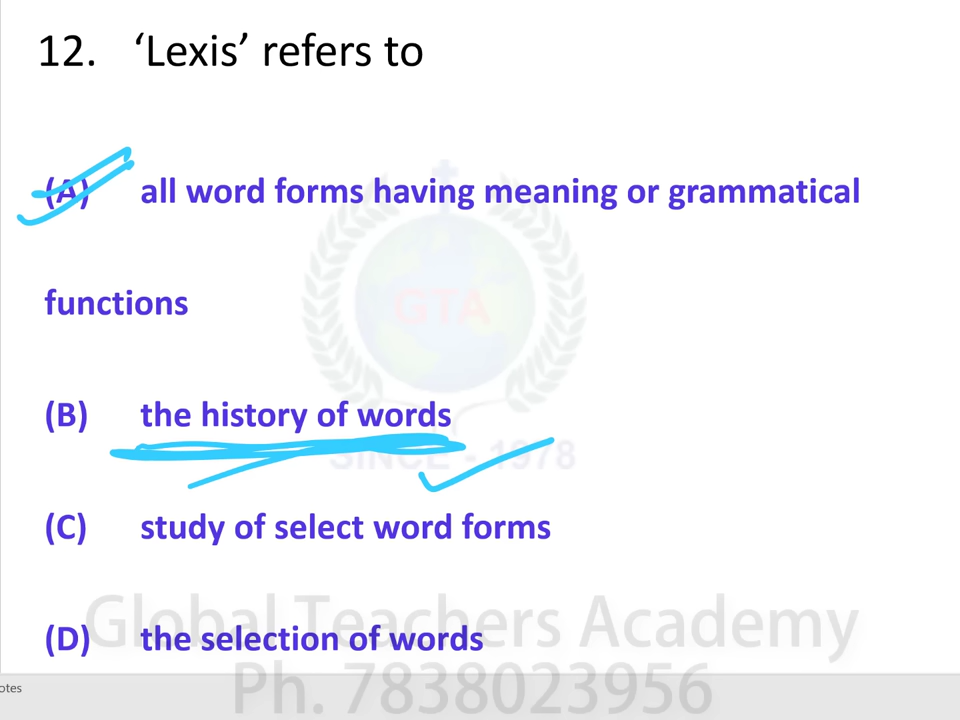 12. ‘Lexis’ refers to
(A) all word forms having meaning or grammatical
GTA
functions
(B) the history of words
SINCE - 1978
(C) study of select word forms
Global Teachers Academy
(D) the selection of words
Ph. 7838023956
otes